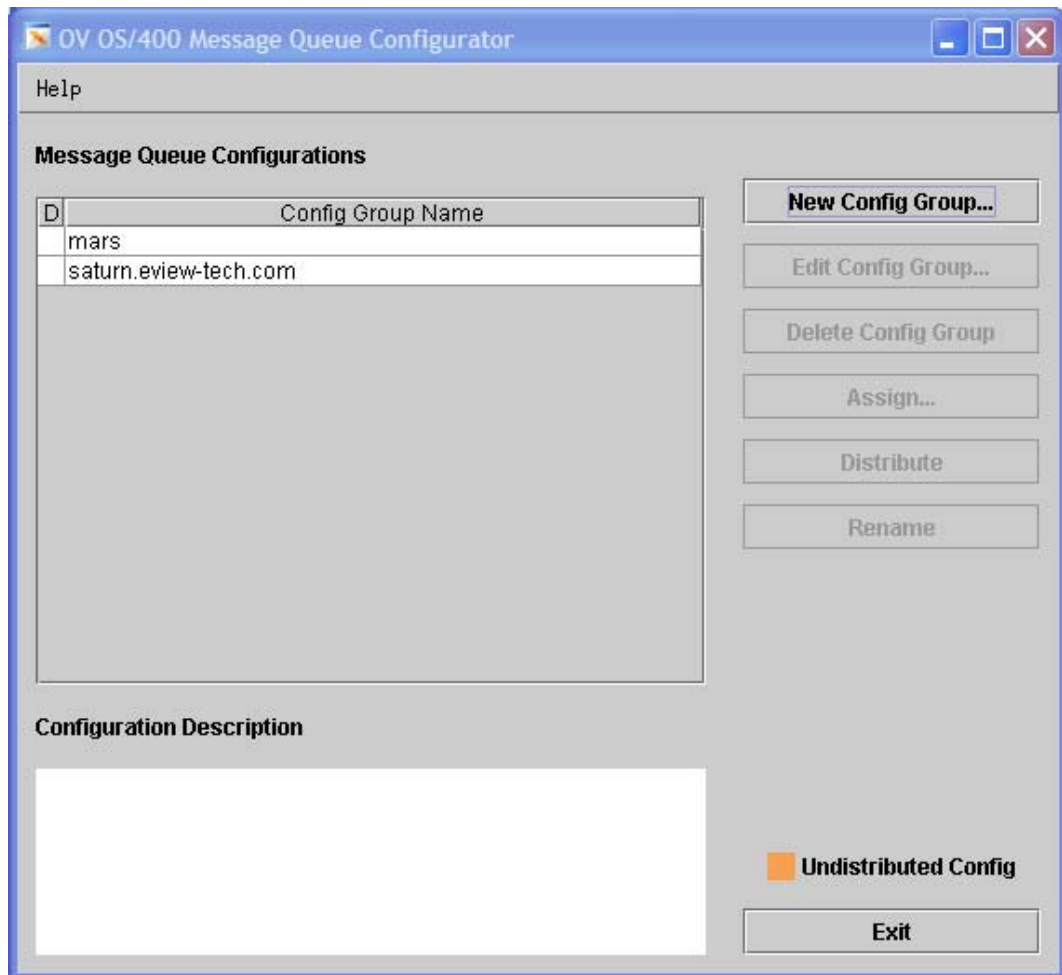 OV OS/400 Message Queue Configurator
Help
Message Queue Configurations
D Config Group Name
mars
saturn.eview-tech.com
New Config Group...
Edit Config Group...
Delete Config Group
Assign...
Distribute
Rename
Configuration Description
Undistributed Config
Exit